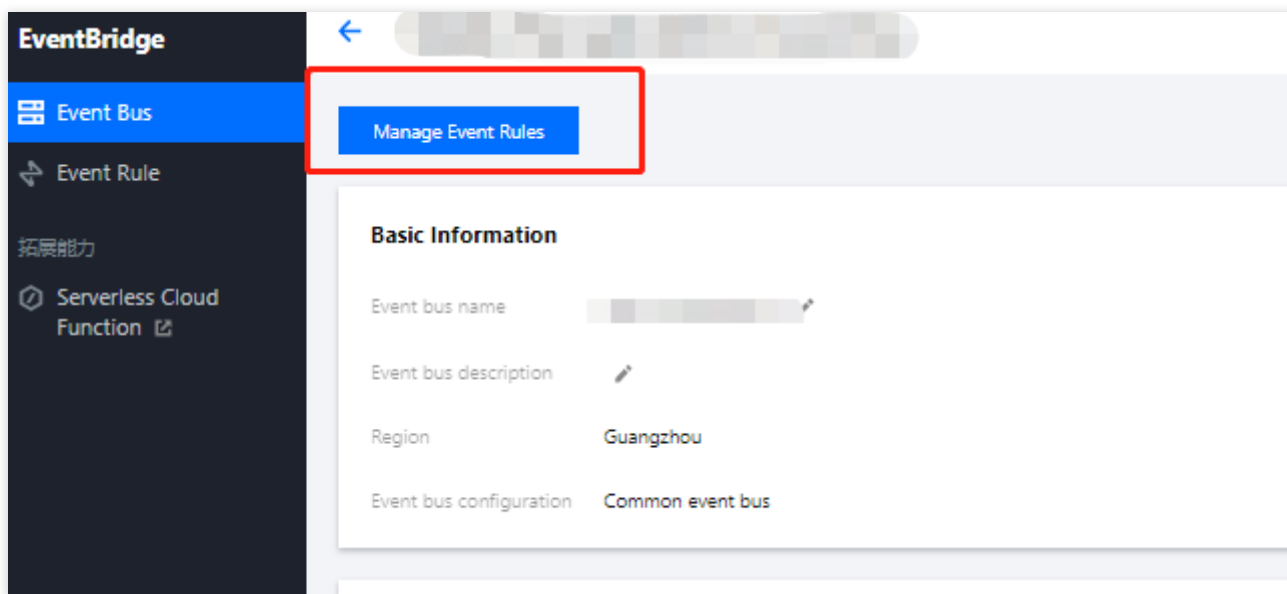 EventBridge
Event Bus
Event Rule
拓展能力
Serverless Cloud
Function
Manage Event Rules
Basic Information
Event bus name
Event bus description
Region Guangzhou
Event bus configuration Common event bus